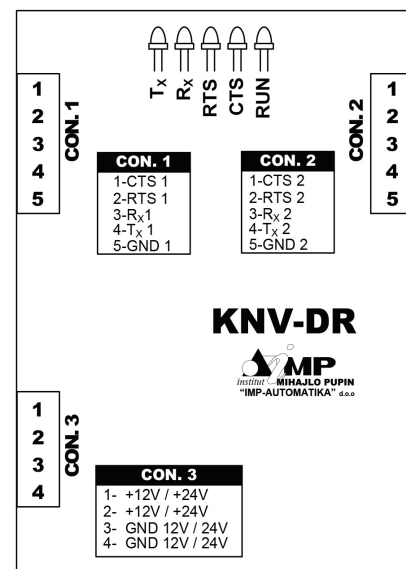 Tx
Rx
RTS
CTS
RUN
1
2
3
4
5
CON. 1
1
2
3
4
5
CON. 2
CON. 1
1-CTS 1
2-RTS 1
3-Rx1
4-Tx 1
5-GND 1
CON. 2
1-CTS 2
2-RTS 2
3-Rx 2
4-Tx 2
5-GND 2
KNV-DR
iMP
institut MIHAJLO PUPIN
"IMP-AUTOMATIKA" d.o.o
1
2
3
4
CON. 3
CON. 3
1- +12V / +24V
2- +12V / +24V
3- GND 12V / 24V
4- GND 12V / 24V